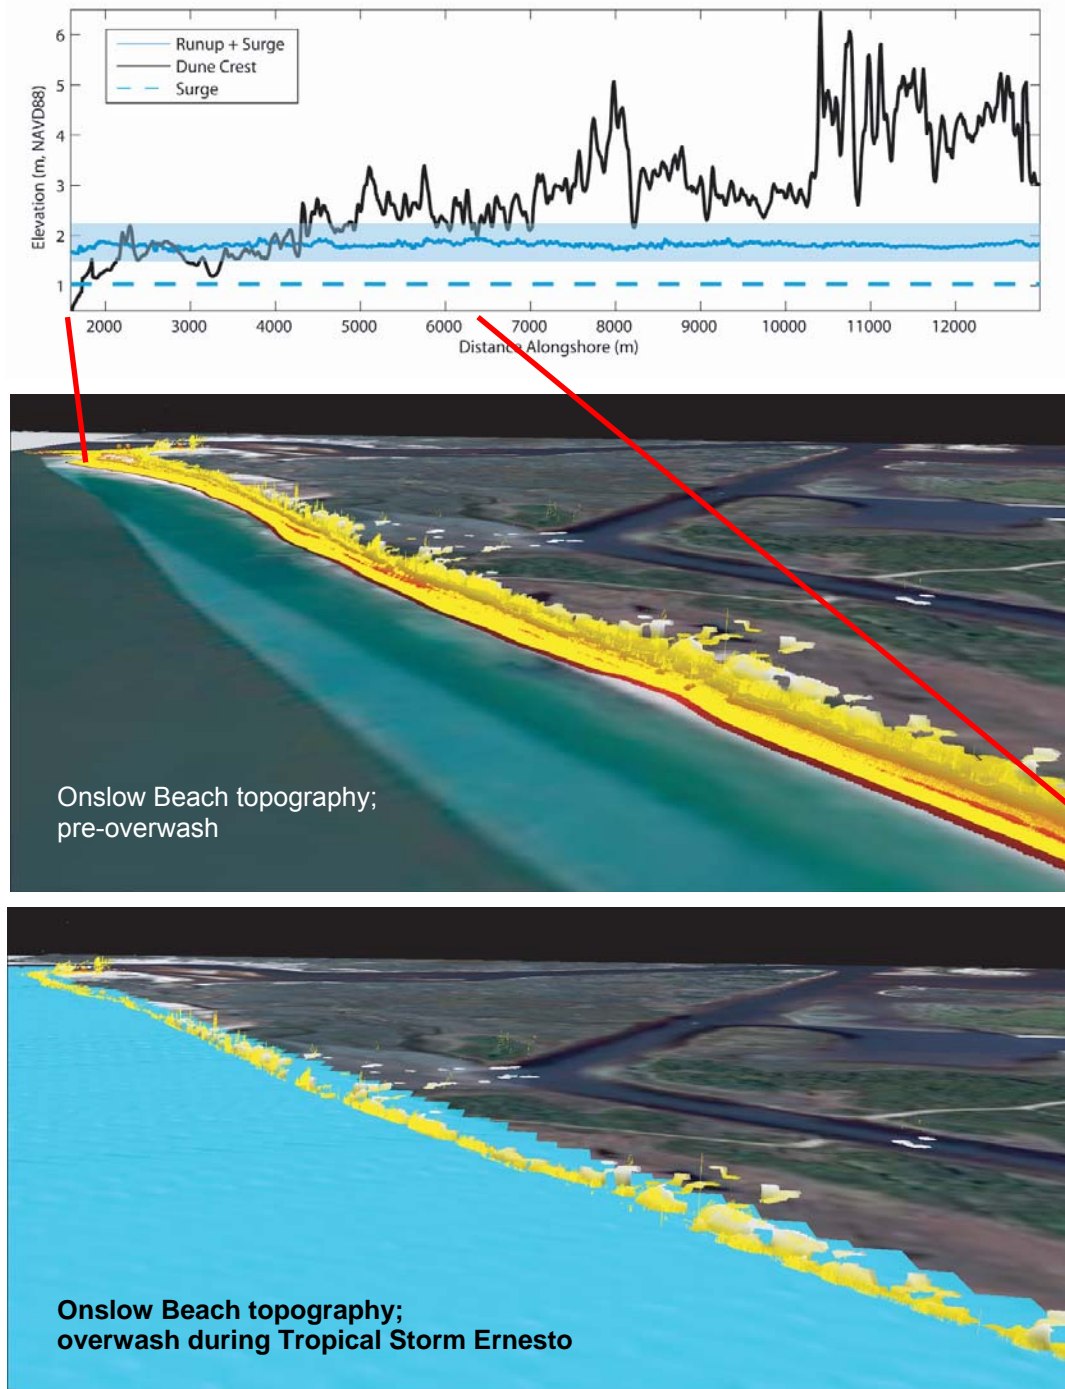 Runup + Surge
Dune Crest
Surge
6
5
4
3
2
1
Elevation (m, NAVD88)
2000 3000 4000 5000 6000 7000 8000 9000 10000 11000 12000
Distance Alongshore (m)
Onslow Beach topography;
pre-overwash
Onslow Beach topography;
overwash during Tropical Storm Ernesto